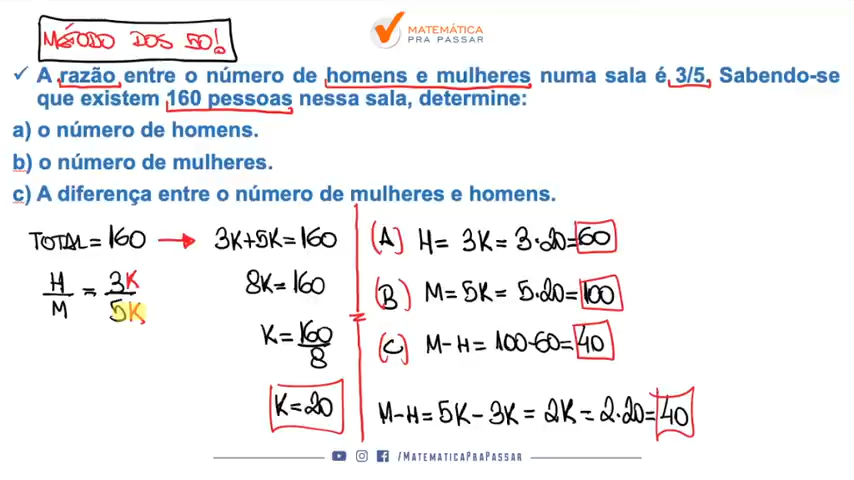 MÉTODO DOS 50!
MATEMÁTICA
PRA PASSAR
✓ A razão entre o número de homens e mulheres numa sala é 3/5. Sabendo-se
que existem 160 pessoas nessa sala, determine:
a) o número de homens.
b) o número de mulheres.
c) A diferença entre o número de mulheres e homens.
TOTAL = 160 → 3K+5K=160
H/M = 3K/5K
8K=160
K=160/8
K=20
(A) H= 3K= 3·20=60
(B) M=5K= 5·20=100
(C) M-H= 100-60=40
M-H=5K-3K=2K=2·20=40
/MATEMATICAPRAPASSAR